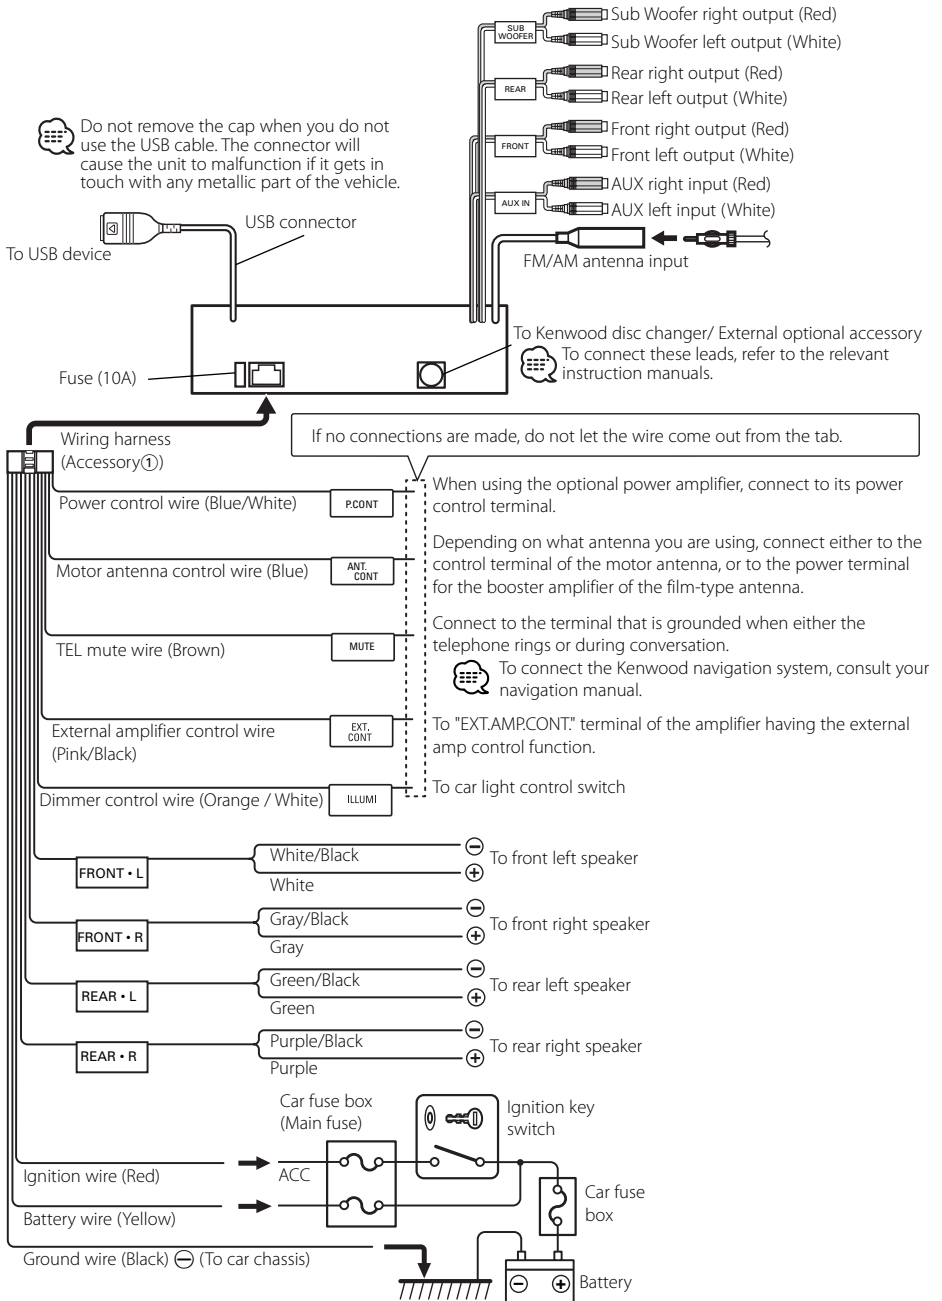 Sub Woofer right output (Red)
SUB
WOOFER
Sub Woofer left output (White)
Rear right output (Red)
REAR
Rear left output (White)
Front right output (Red)
FRONT
Front left output (White)
AUX right input (Red)
AUX IN
AUX left input (White)
Do not remove the cap when you do not
use the USB cable. The connector will
cause the unit to malfunction if it gets in
touch with any metallic part of the vehicle.
USB connector
To USB device
FM/AM antenna input
To Kenwood disc changer/ External optional accessory
To connect these leads, refer to the relevant
instruction manuals.
Fuse (10A)
Wiring harness
(Accessory①)
If no connections are made, do not let the wire come out from the tab.
Power control wire (Blue/White)
P.CONT
When using the optional power amplifier, connect to its power
control terminal.
Motor antenna control wire (Blue)
ANT.
CONT
Depending on what antenna you are using, connect either to the
control terminal of the motor antenna, or to the power terminal
for the booster amplifier of the film-type antenna.
TEL mute wire (Brown)
MUTE
Connect to the terminal that is grounded when either the
telephone rings or during conversation.
To connect the Kenwood navigation system, consult your
navigation manual.
External amplifier control wire
(Pink/Black)
EXT.
CONT
To "EXT.AMP.CONT." terminal of the amplifier having the external
amp control function.
Dimmer control wire (Orange / White)
ILLUMI
To car light control switch
FRONT • L
White/Black
⊖
White
⊕
To front left speaker
FRONT • R
Gray/Black
⊖
Gray
⊕
To front right speaker
REAR • L
Green/Black
⊖
Green
⊕
To rear left speaker
REAR • R
Purple/Black
⊖
Purple
⊕
To rear right speaker
Car fuse box
(Main fuse)
Ignition key
switch
Ignition wire (Red)
ACC
Battery wire (Yellow)
Car fuse
box
Ground wire (Black) ⊖ (To car chassis)
⊖ ⊕
Battery